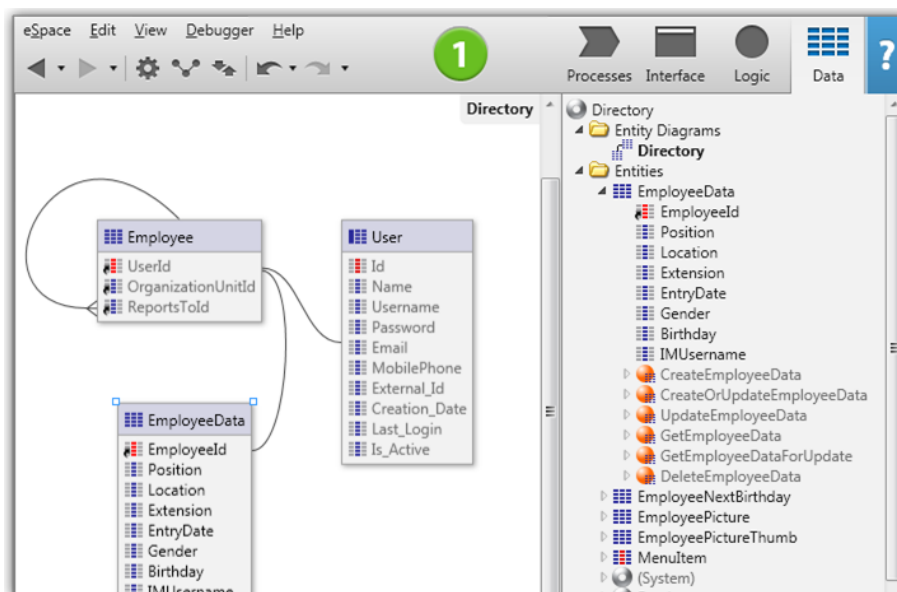 eSpace Edit View Debugger Help
1
Processes Interface Logic Data
?
Directory
Employee
UserId
OrganizationUnitId
ReportsToId
User
Id
Name
Username
Password
Email
MobilePhone
External_Id
Creation_Date
Last_Login
Is_Active
EmployeeData
EmployeeId
Position
Location
Extension
EntryDate
Gender
Birthday
IMUsername
Directory
Entity Diagrams
Directory
Entities
EmployeeData
EmployeeId
Position
Location
Extension
EntryDate
Gender
Birthday
IMUsername
CreateEmployeeData
CreateOrUpdateEmployeeData
UpdateEmployeeData
GetEmployeeData
GetEmployeeDataForUpdate
DeleteEmployeeData
EmployeeNextBirthday
EmployeePicture
EmployeePictureThumb
MenuItem
(System)